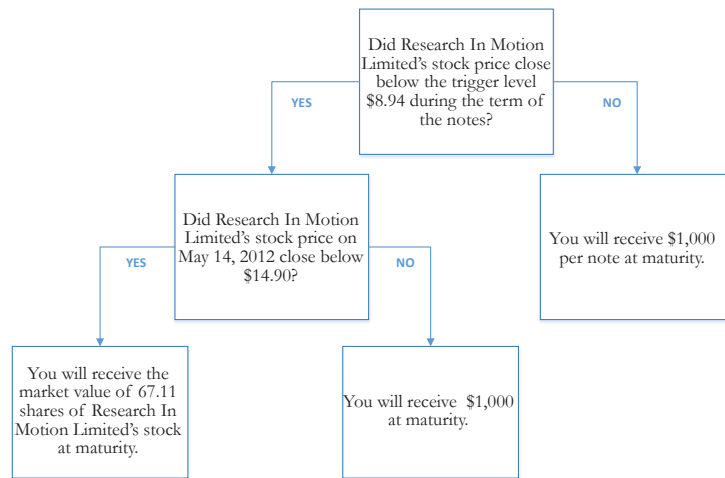 Did Research In Motion
Limited's stock price close
below the trigger level
$8.94 during the term of
the notes?
YES
NO
Did Research In Motion
Limited's stock price on
May 14, 2012 close below
$14.90?
You will receive $1,000
per note at maturity.
YES
NO
You will receive the
market value of 67.11
shares of Research In
Motion Limited's stock
at maturity.
You will receive $1,000
at maturity.